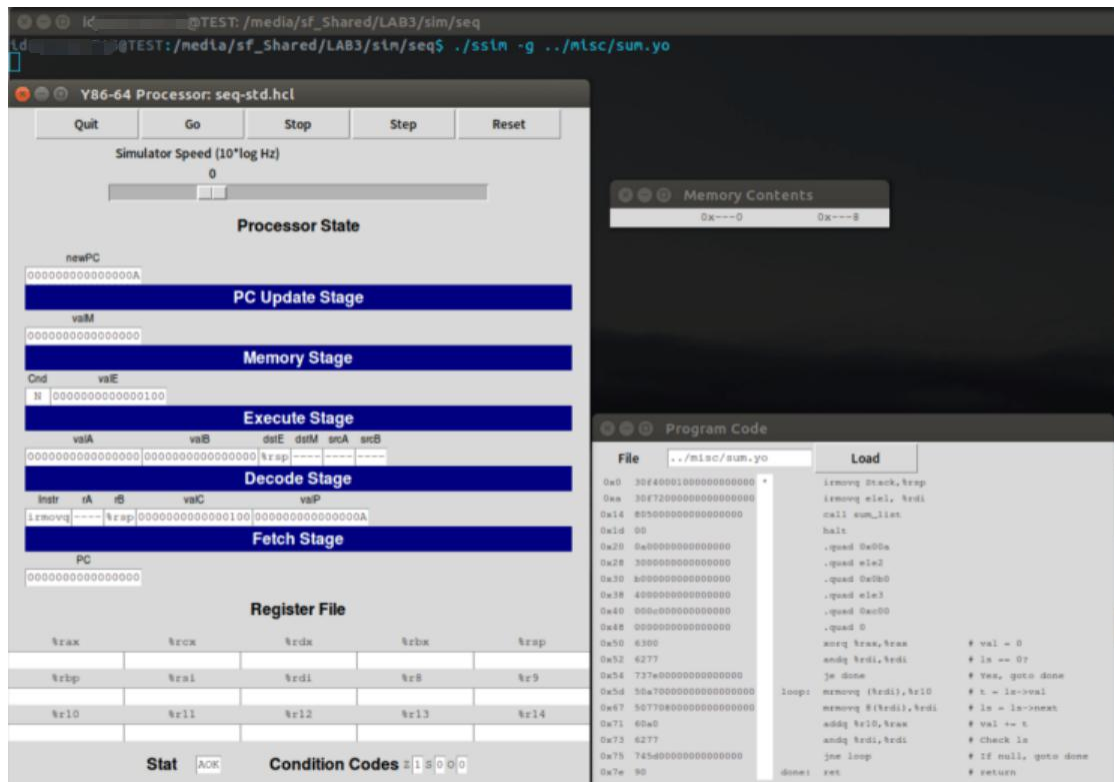 @TEST: /media/sf_Shared/LAB3/sim/seq
@TEST:/media/sf_Shared/LAB3/sim/seq$ ./ssim -g ../misc/sum.yo
Y86-64 Processor: seq-std.hcl
Quit Go Stop Step Reset
Simulator Speed (10*log Hz)
0
Processor State
newPC
000000000000000A
PC Update Stage
valM
0000000000000000
Memory Stage
Cnd valE
N 0000000000000100
Execute Stage
valA valB dstE dstM srcA srcB
0000000000000000 0000000000000000 %rsp ---- ---- ----
Decode Stage
Instr rA rB valC valP
irmovq ---- %rsp 0000000000000100 000000000000000A
Fetch Stage
PC
0000000000000000
Register File
%rax %rcx %rdx %rbx %rsp
%rbp %rsi %rdi %r8 %r9
%r10 %r11 %r12 %r13 %r14
Stat AOK Condition Codes Z 1 S 0 O 0
Memory Contents
0x---0 0x---8
Program Code
File ../misc/sum.yo Load
0x0 30f40001000000000000 * irmovq Stack,%rsp
0xa 30f72000000000000000 irmovq ele1, %rdi
0x14 805000000000000000 call sum_list
0x1d 00 halt
0x20 0a00000000000000 .quad 0x00a
0x28 3000000000000000 .quad ele2
0x30 b000000000000000 .quad 0x0b0
0x38 4000000000000000 .quad ele3
0x40 000c000000000000 .quad 0xc00
0x48 0000000000000000 .quad 0
0x50 6300 xorq %rax,%rax # val = 0
0x52 6277 andq %rdi,%rdi # ls == 0?
0x54 737e00000000000000 je done # Yes, goto done
0x5d 50a70000000000000000 loop: mrmovq (%rdi),%r10 # t = ls->val
0x67 50770800000000000000 mrmovq 8(%rdi),%rdi # ls = ls->next
0x71 60a0 addq %r10,%rax # val += t
0x73 6277 andq %rdi,%rdi # Check ls
0x75 745d00000000000000 jne loop # If null, goto done
0x7e 90 done: ret # return